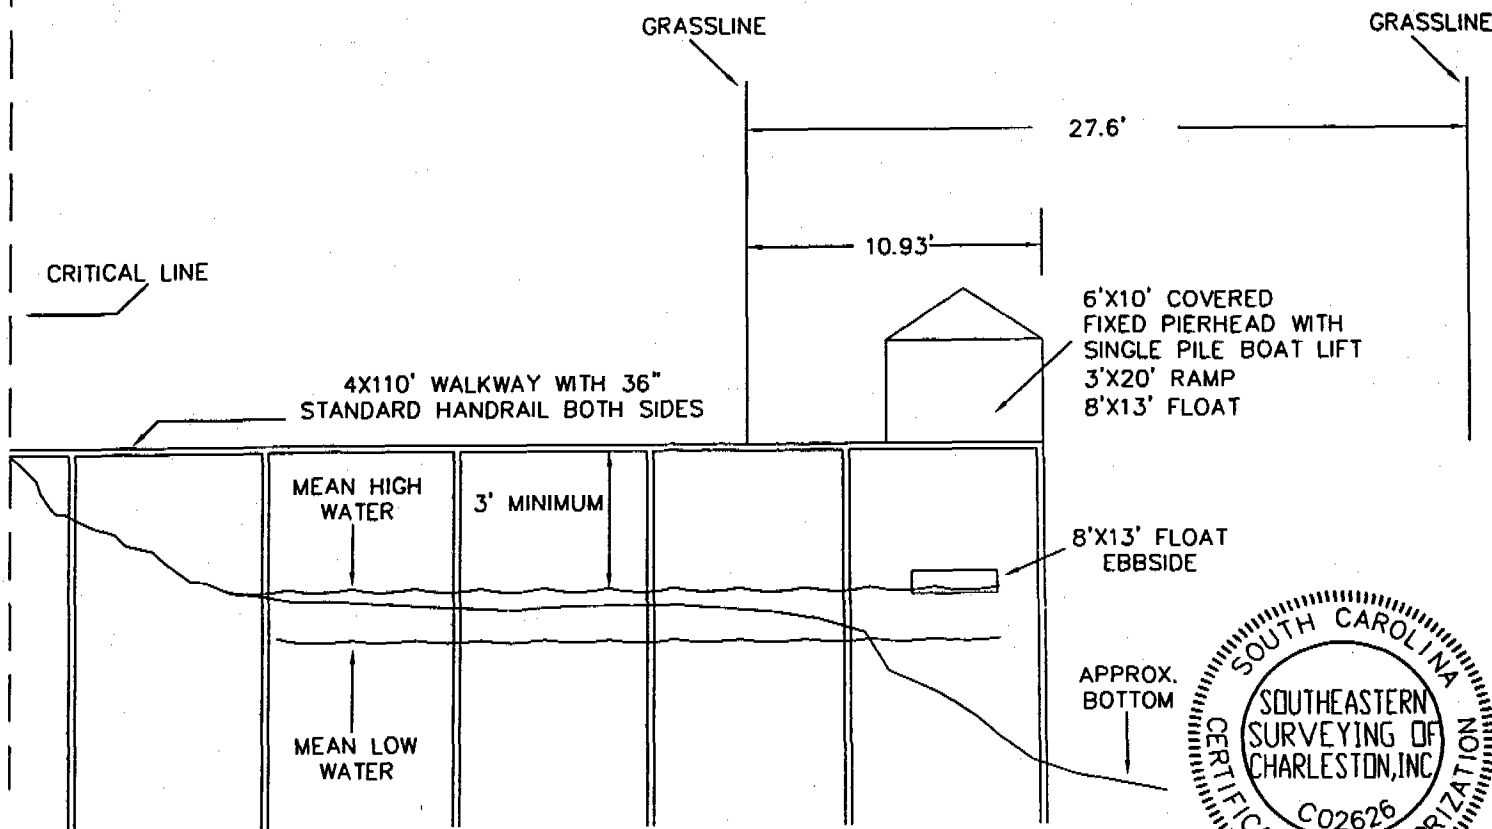 GRASSLINE
GRASSLINE
27.6'
10.93'
CRITICAL LINE
6'X10' COVERED
FIXED PIERHEAD WITH
SINGLE PILE BOAT LIFT
3'X20' RAMP
8'X13' FLOAT
4X110' WALKWAY WITH 36"
STANDARD HANDRAIL BOTH SIDES
MEAN HIGH
WATER
3' MINIMUM
8'X13' FLOAT
EBBSIDE
MEAN LOW
WATER
APPROX.
BOTTOM
SOUTH CAROLINA
SOUTHEASTERN
SURVEYING OF
CHARLESTON,INC
C02626